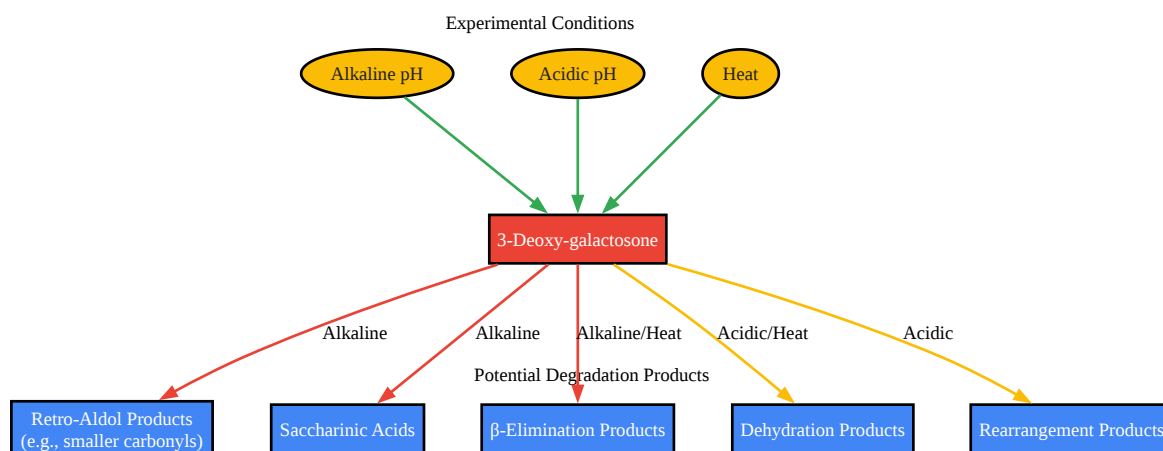 Experimental Conditions
Alkaline pH
Acidic pH
Heat
3-Deoxy-galactosone
Alkaline
Alkaline
Alkaline/Heat
Acidic/Heat
Acidic
Potential Degradation Products
Retro-Aldol Products
(e.g., smaller carbonyls)
Saccharinic Acids
β-Elimination Products
Dehydration Products
Rearrangement Products